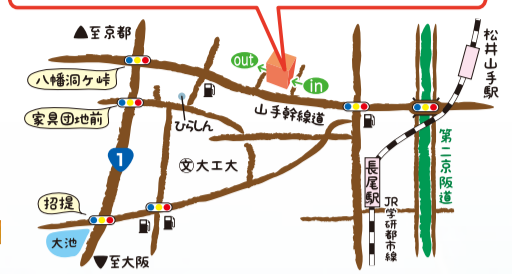 ▲至京都
八幡洞ケ峠
家具団地前
ひらしん
out
in
山手幹線道
松井山手駅
第二京阪道
1
文大工大
長尾駅
JR学研都市線
招提
大池
▼至大阪